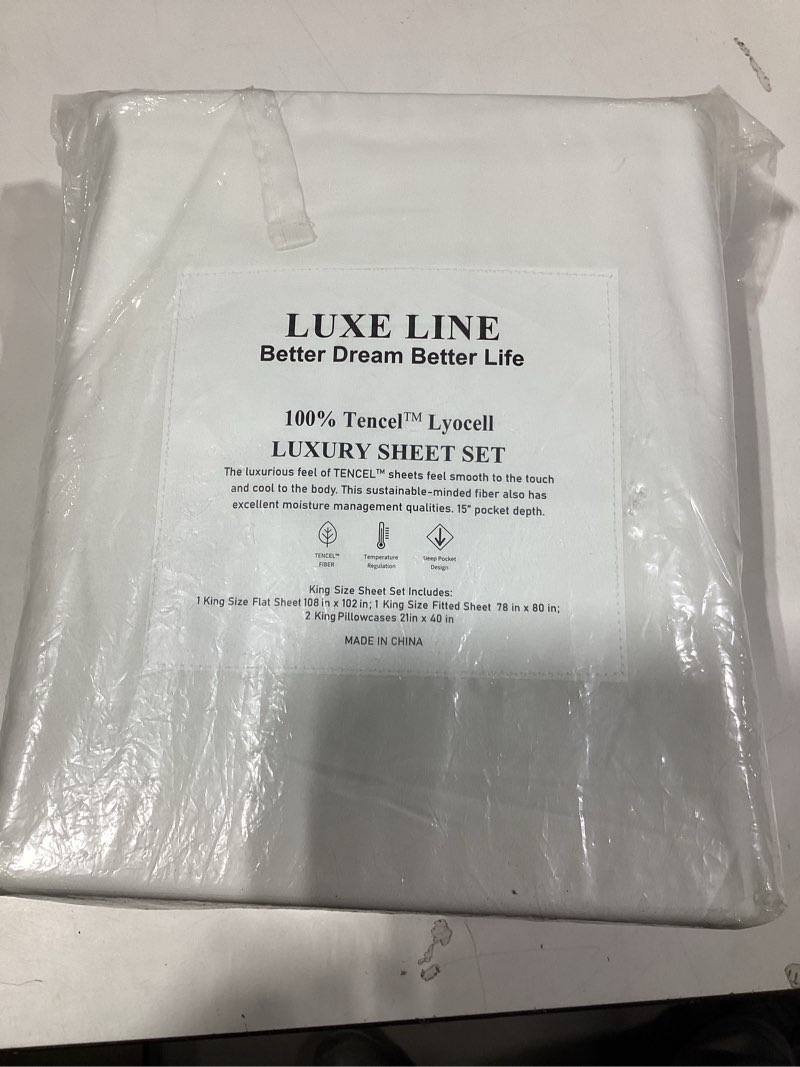 LUXE LINE
Better Dream Better Life
100% Tencel™ Lyocell
LUXURY SHEET SET
The luxurious feel of TENCEL™ sheets feel smooth to the touch
and cool to the body. This sustainable-minded fiber also has
excellent moisture management qualities. 15" pocket depth.
TENCEL™ Temperature Deep Pocket
FIBER Regulation Design
King Size Sheet Set Includes:
1 King Size Flat Sheet 108 in x 102 in; 1 King Size Fitted Sheet 78 in x 80 in;
2 King Pillowcases 21in x 40 in
MADE IN CHINA